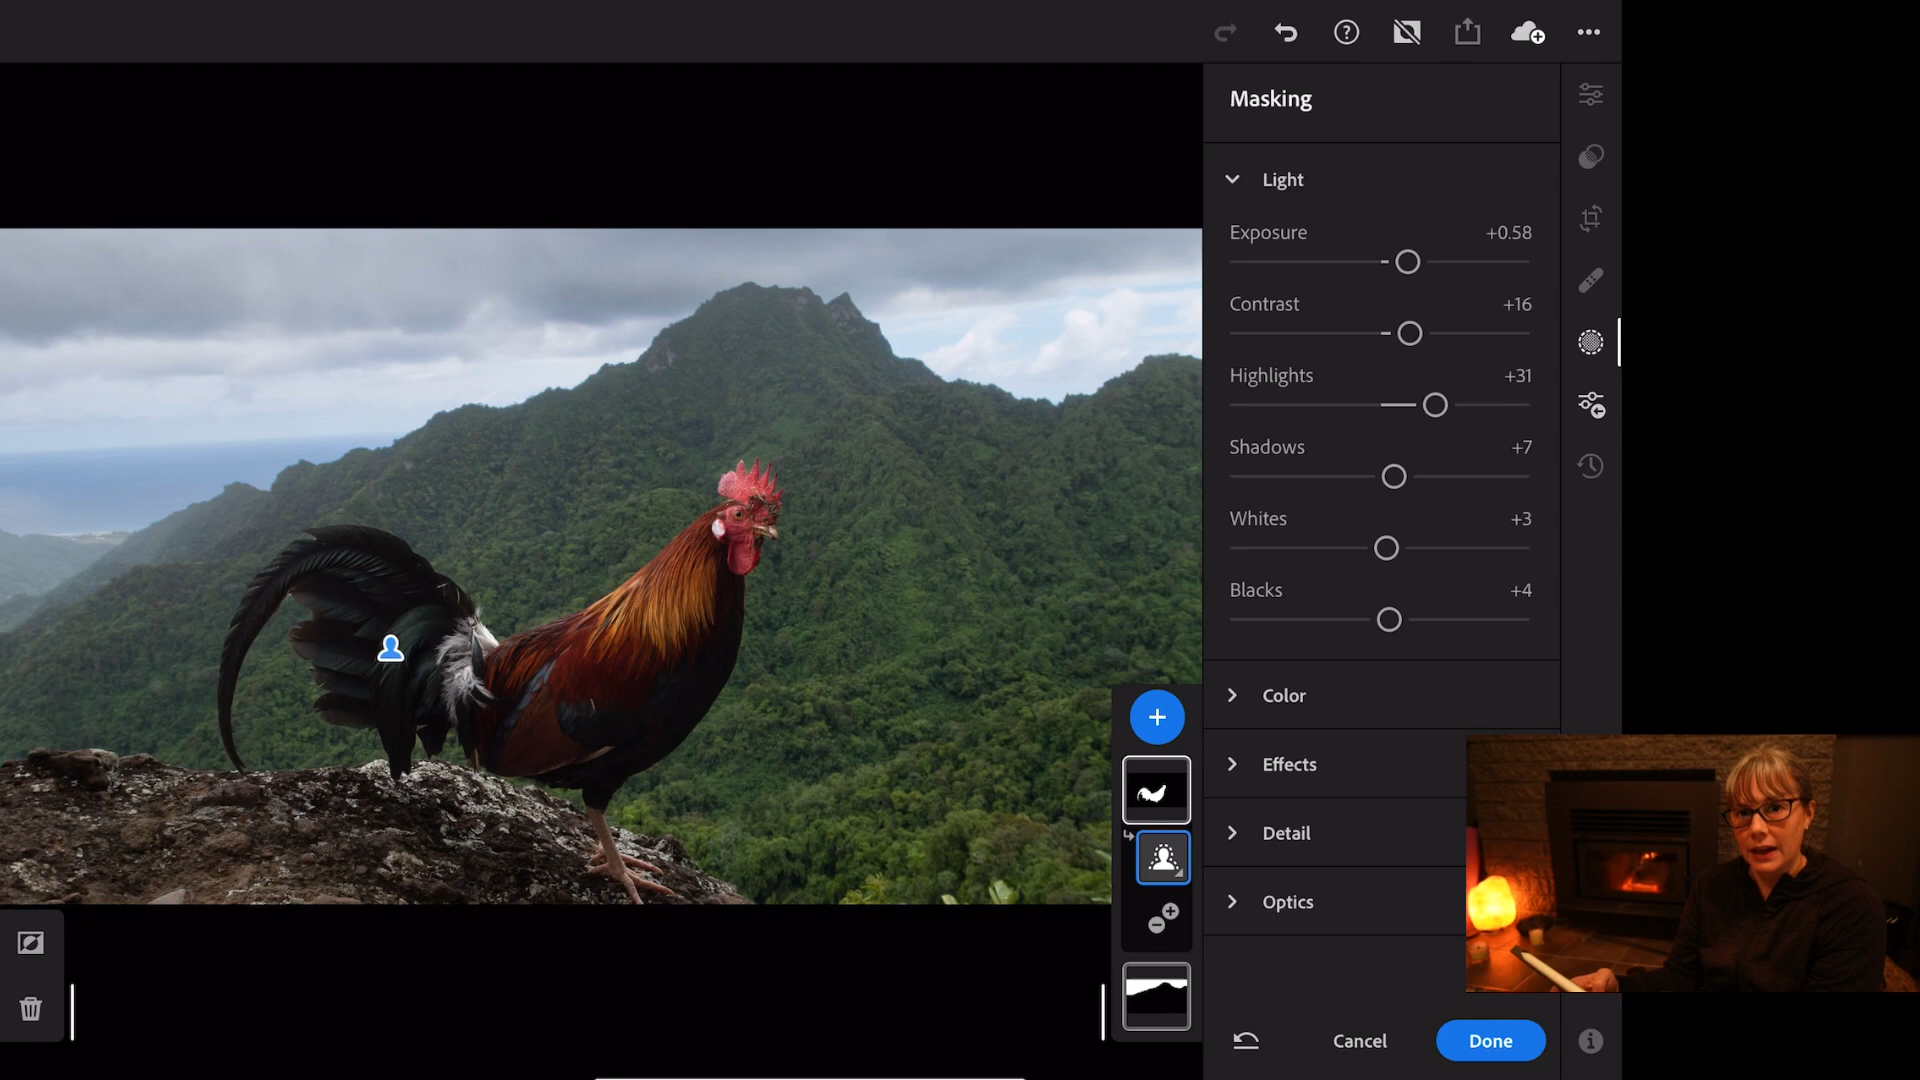 Masking
Light
Exposure +0.58
Contrast +16
Highlights +31
Shadows +7
Whites +3
Blacks +4
Color
Effects
Detail
Optics
Cancel
Done